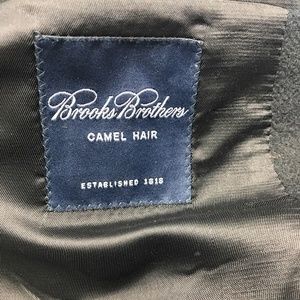 Brooks Brothers
CAMEL HAIR
ESTABLISHED 1818